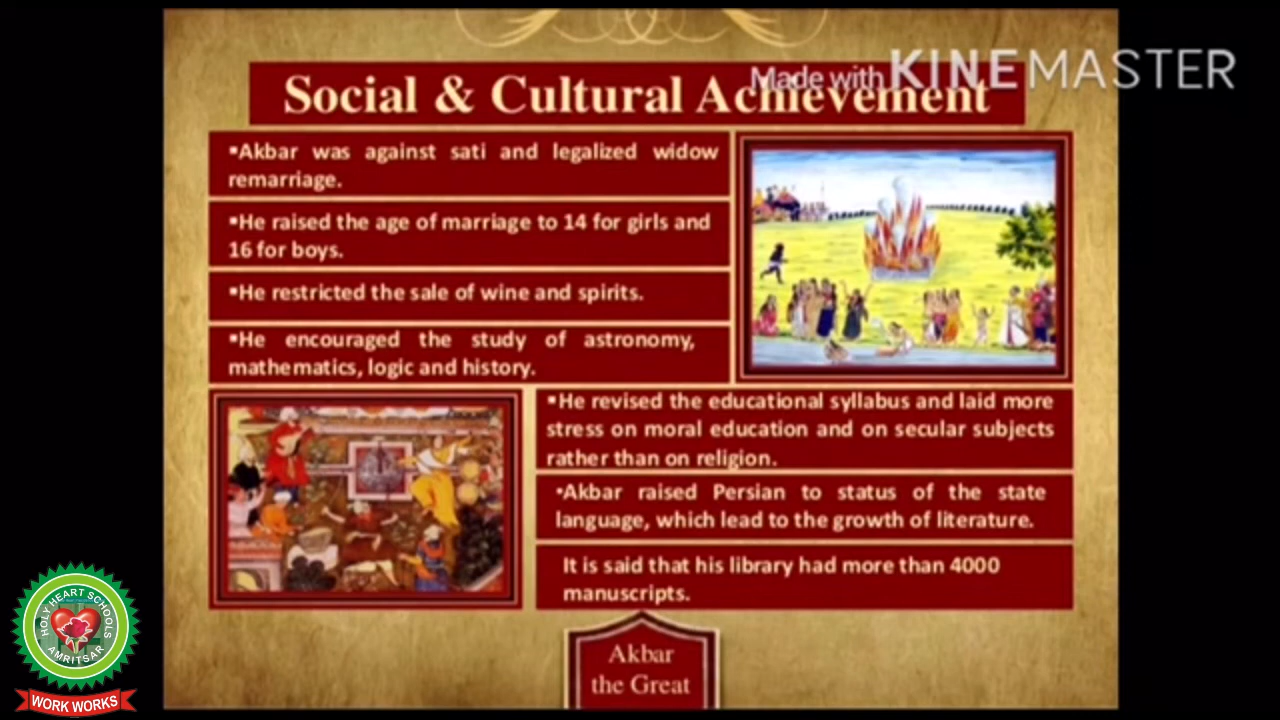 Made with KINEMASTER
Social & Cultural Achievement
▪Akbar was against sati and legalized widow
remarriage.
▪He raised the age of marriage to 14 for girls and
16 for boys.
▪He restricted the sale of wine and spirits.
▪He encouraged the study of astronomy,
mathematics, logic and history.
▪He revised the educational syllabus and laid more
stress on moral education and on secular subjects
rather than on religion.
•Akbar raised Persian to status of the state
language, which lead to the growth of literature.
It is said that his library had more than 4000
manuscripts.
Akbar
the Great
HOLY HEART SCHOOLS
AMRITSAR
WORK WORKS